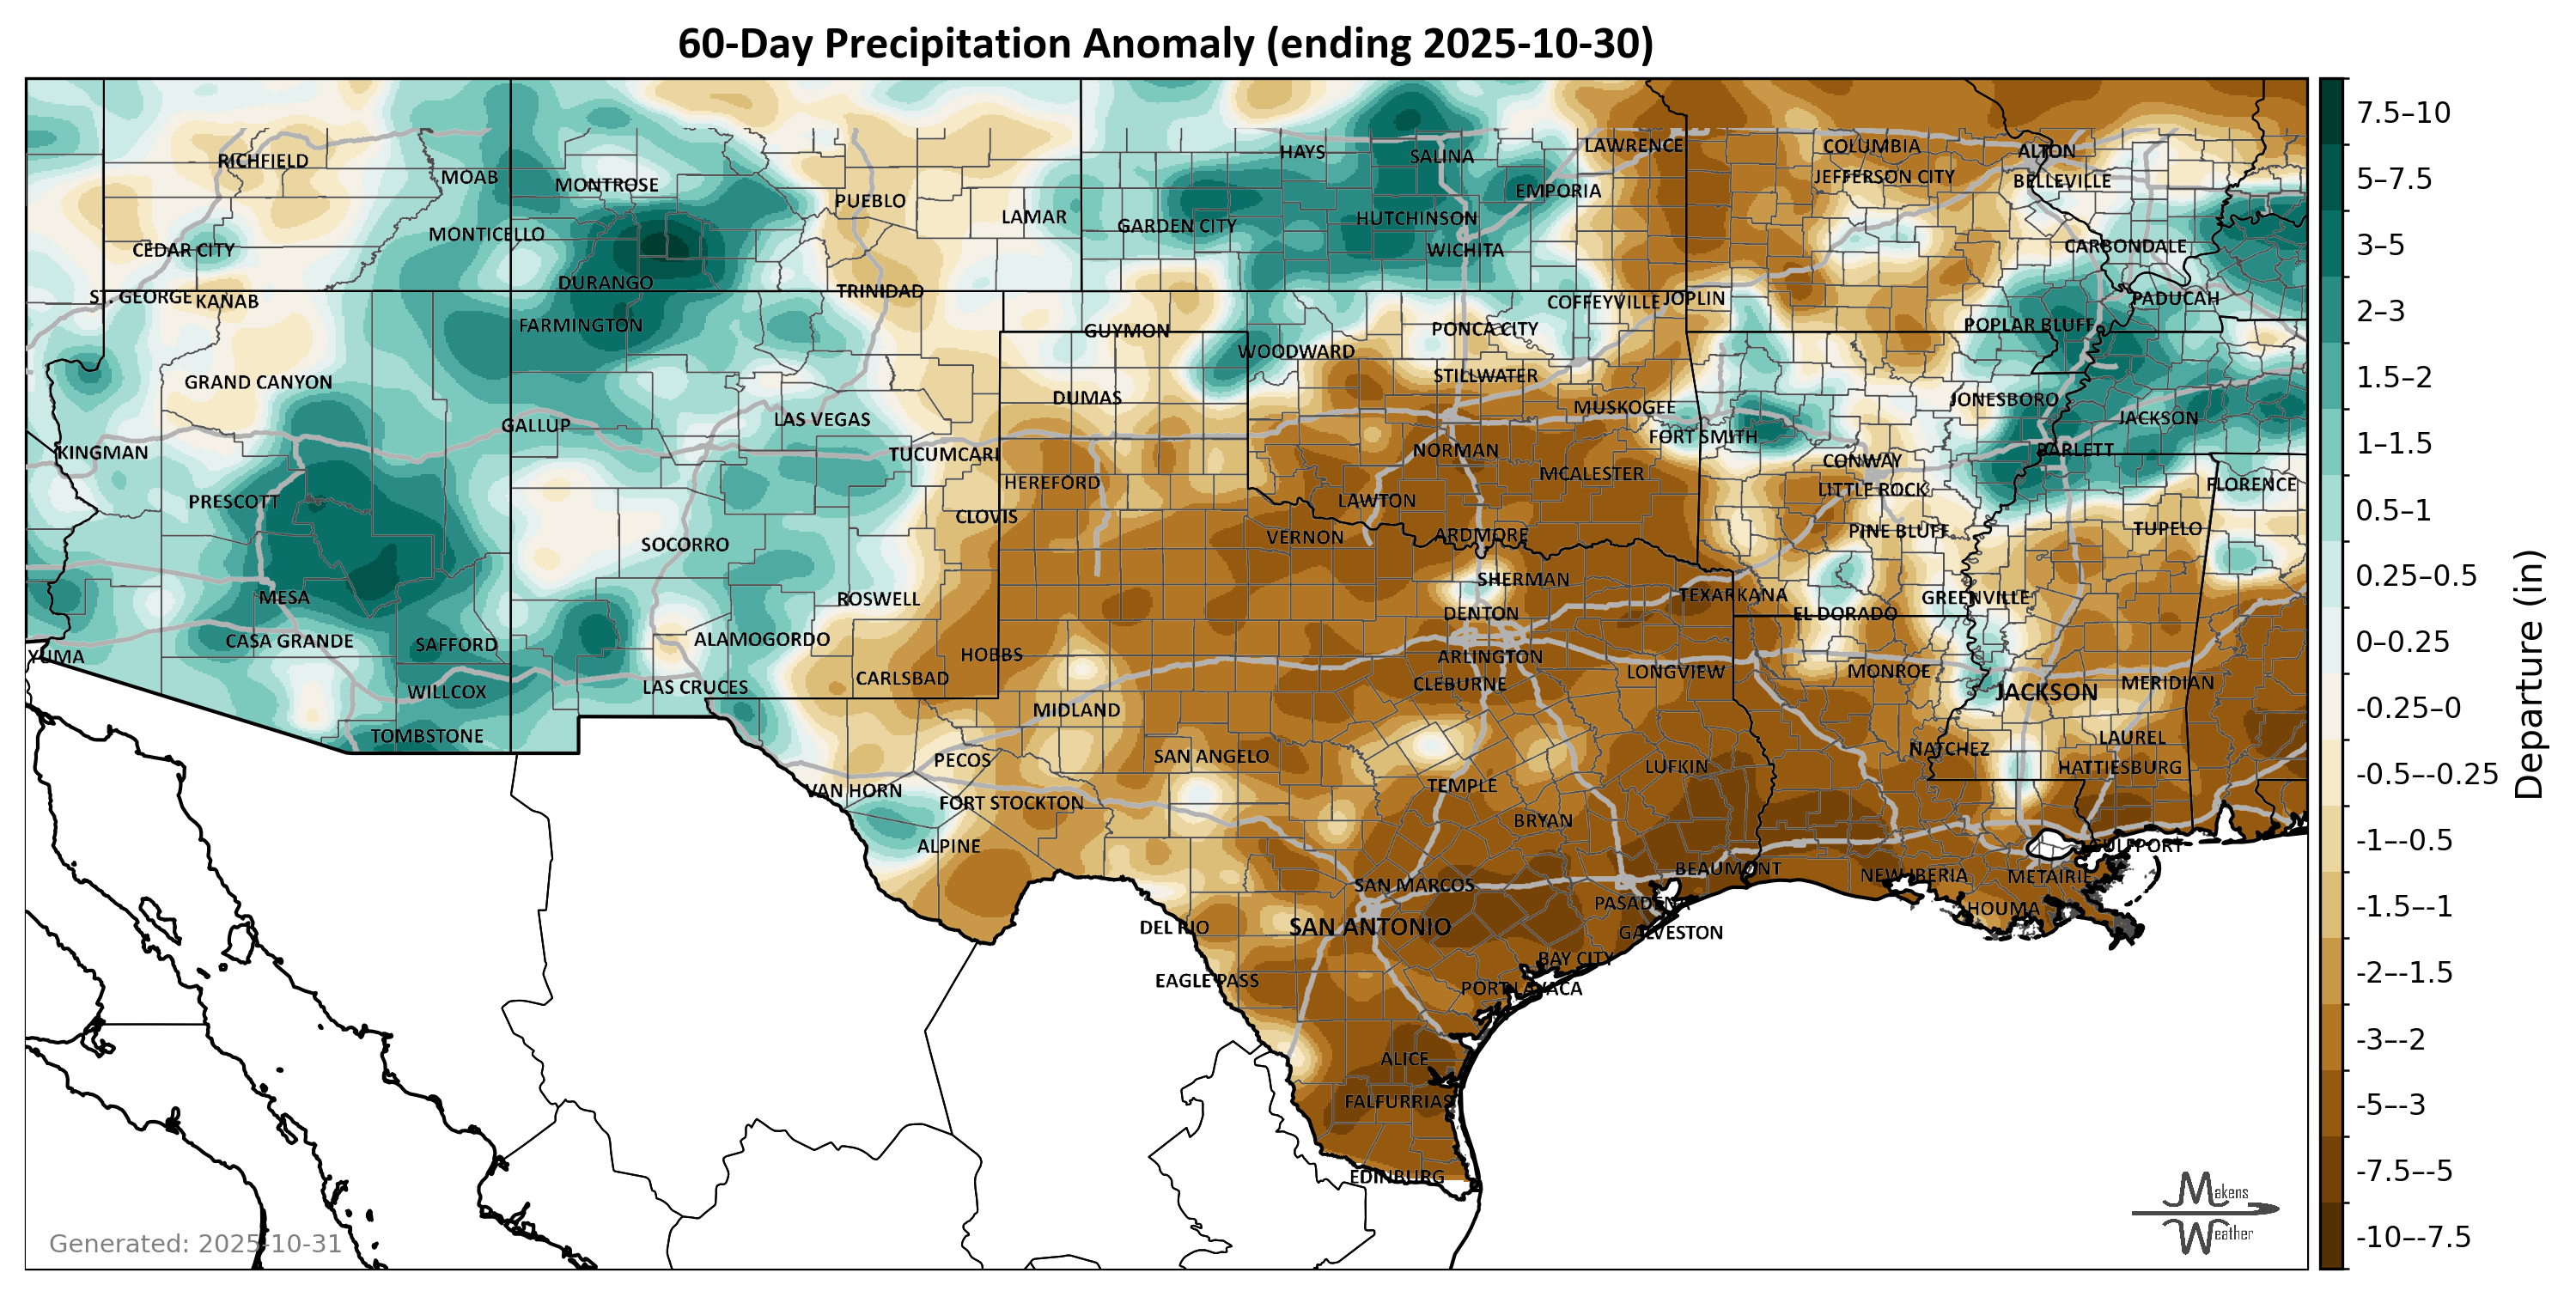 60-Day Precipitation Anomaly (ending 2025-10-30)
RICHFIELD
MOAB
MONTROSE
PUEBLO
LAMAR
HAYS
SALINA
LAWRENCE
COLUMBIA
ALTON
JEFFERSON CITY
BELLEVILLE
EMPORIA
GARDEN CITY
HUTCHINSON
WICHITA
CEDAR CITY
MONTICELLO
CARBONDALE
DURANGO
TRINIDAD
ST. GEORGE
KANAB
COFFEYVILLE
JOPLIN
PADUCAH
FARMINGTON
GUYMON
PONCA CITY
POPLAR BLUFF
WOODWARD
STILLWATER
GRAND CANYON
DUMAS
MUSKOGEE
JONESBORO
JACKSON
GALLUP
LAS VEGAS
FORT SMITH
KINGMAN
TUCUMCARI
NORMAN
BARLETT
CONWAY
MCALESTER
HEREFORD
LITTLE ROCK
FLORENCE
PRESCOTT
LAWTON
CLOVIS
VERNON
ARDMORE
PINE BLUFF
TUPELO
SOCORRO
SHERMAN
MESA
ROSWELL
TEXARKANA
GREENVILLE
DENTON
EL DORADO
CASA GRANDE
SAFFORD
ALAMOGORDO
HOBBS
ARLINGTON
YUMA
LONGVIEW
MONROE
CARLSBAD
CLEBURNE
MERIDIAN
WILLCOX
LAS CRUCES
JACKSON
MIDLAND
TOMBSTONE
PECOS
SAN ANGELO
LUFKIN
NATCHEZ
LAUREL
HATTIESBURG
VAN HORN
FORT STOCKTON
TEMPLE
BRYAN
ALPINE
GULFPORT
BEAUMONT
NEW IBERIA
METAIRIE
SAN MARCOS
PASADENA
HOUMA
DEL RIO
SAN ANTONIO
GALVESTON
BAY CITY
EAGLE PASS
PORT LAVACA
ALICE
FALFURRIAS
EDINBURG
7.5–10
5–7.5
3–5
2–3
1.5–2
1–1.5
0.5–1
0.25–0.5
0–0.25
-0.25–0
-0.5–-0.25
-1–-0.5
-1.5–-1
-2–-1.5
-3–-2
-5–-3
-7.5–-5
-10–-7.5
Departure (in)
Generated: 2025-10-31
Makens
Weather